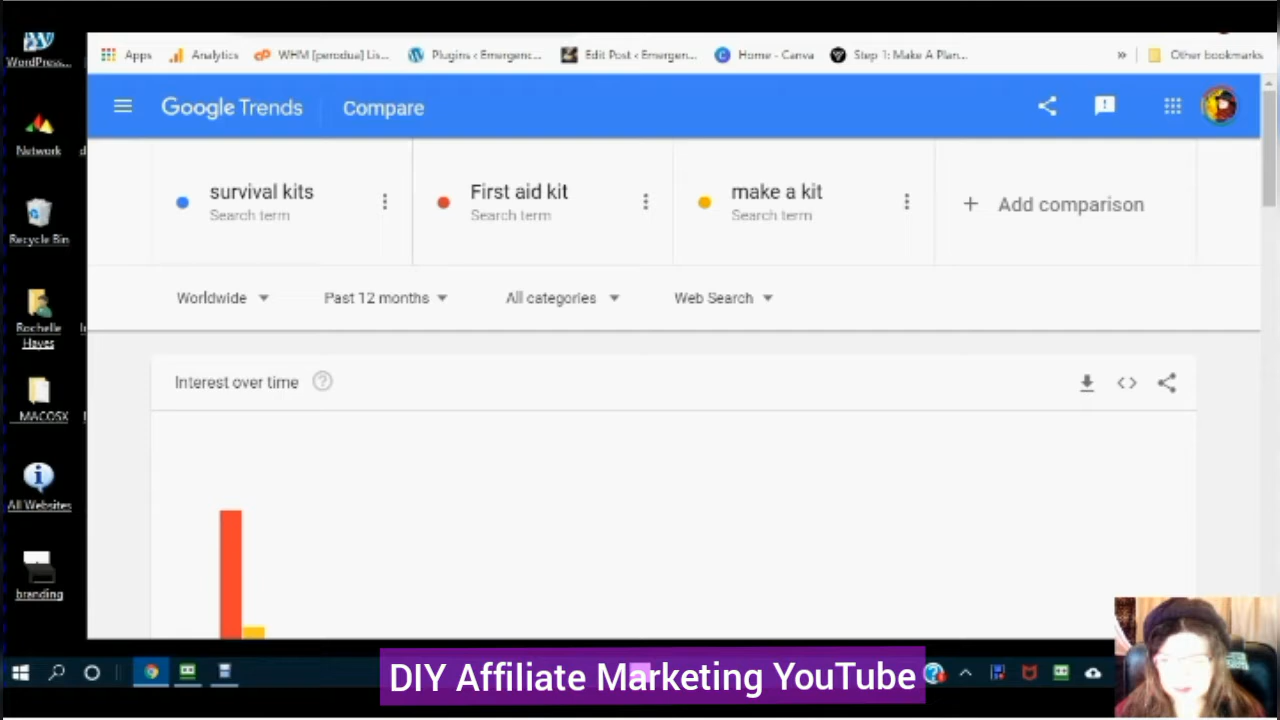 WordPress...
Apps
Analytics
WHM [perodua] Lis...
Plugins ‹ Emergenc...
Edit Post ‹ Emergen...
Home - Canva
Step 1: Make A Plan...
»
Other bookmarks
Google Trends
Compare
Network
survival kits
Search term
First aid kit
Search term
make a kit
Search term
+ Add comparison
Recycle Bin
Worldwide
Past 12 months
All categories
Web Search
Rochelle
Hayes
Interest over time
_MACOSX
All Websites
branding
DIY Affiliate Marketing YouTube